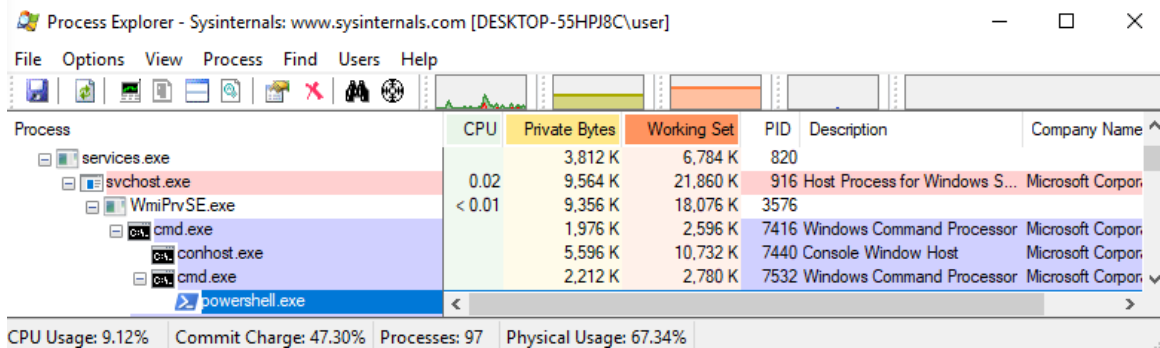 Process Explorer - Sysinternals: www.sysinternals.com [DESKTOP-55HPJ8C\user]
File Options View Process Find Users Help
Process CPU Private Bytes Working Set PID Description Company Name
services.exe 3,812 K 6,784 K 820
svchost.exe 0.02 9,564 K 21,860 K 916 Host Process for Windows S... Microsoft Corpor
WmiPrvSE.exe < 0.01 9,356 K 18,076 K 3576
cmd.exe 1,976 K 2,596 K 7416 Windows Command Processor Microsoft Corpor
conhost.exe 5,596 K 10,732 K 7440 Console Window Host Microsoft Corpor
cmd.exe 2,212 K 2,780 K 7532 Windows Command Processor Microsoft Corpor
powershell.exe
CPU Usage: 9.12% Commit Charge: 47.30% Processes: 97 Physical Usage: 67.34%